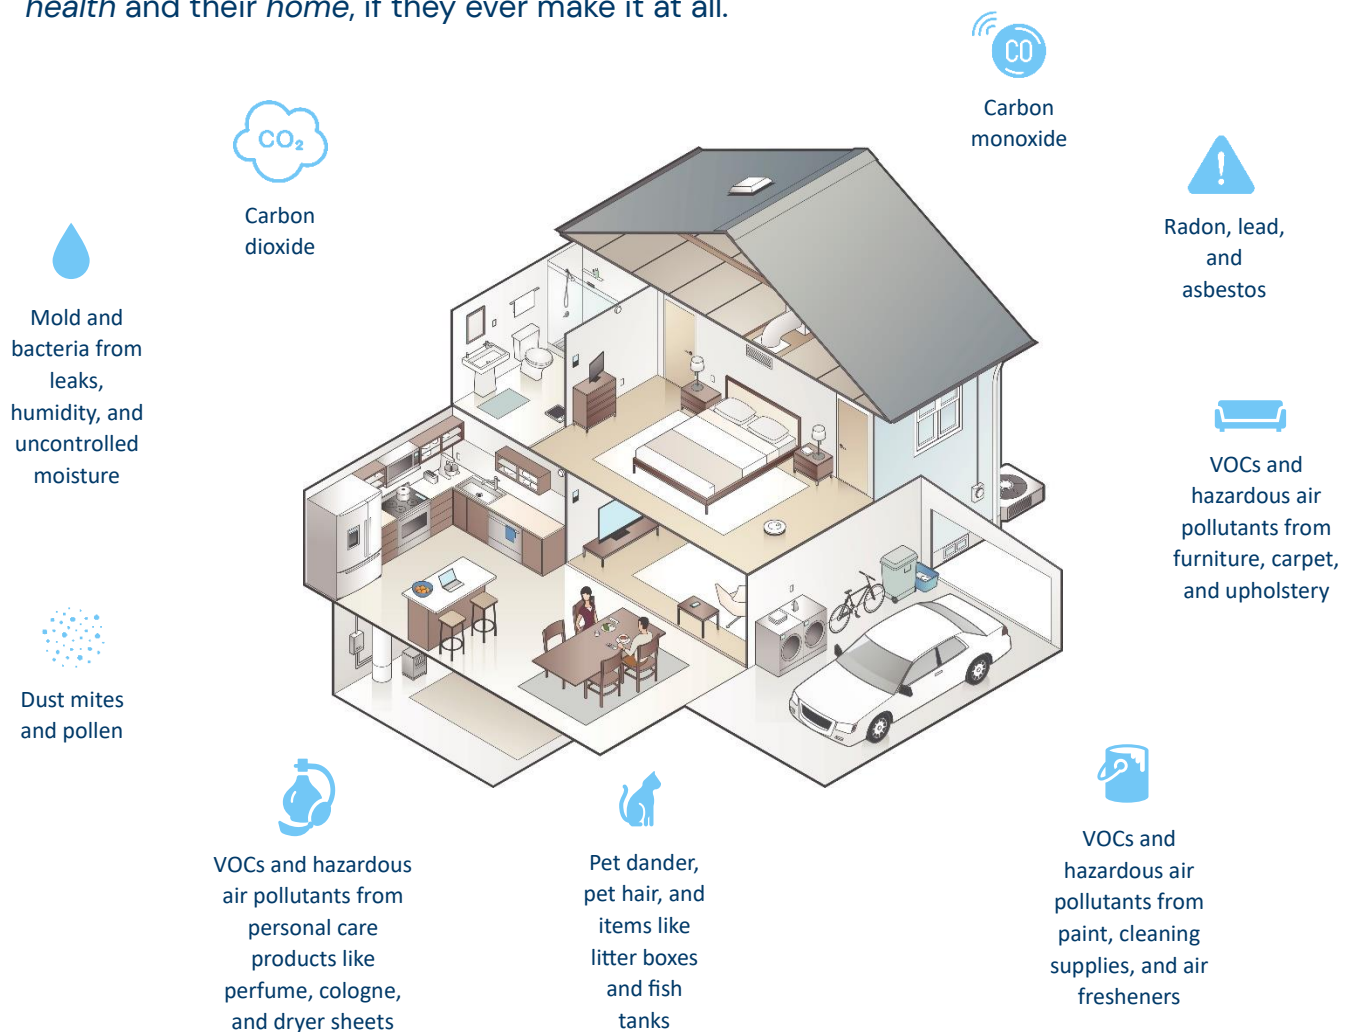 health and their home, if they ever make it at all.
CO
Carbon
monoxide
CO₂
Carbon
dioxide
Radon, lead,
and
asbestos
Mold and
bacteria from
leaks,
humidity, and
uncontrolled
moisture
VOCs and
hazardous air
pollutants from
furniture, carpet,
and upholstery
Dust mites
and pollen
VOCs and hazardous
air pollutants from
personal care
products like
perfume, cologne,
and dryer sheets
Pet dander,
pet hair, and
items like
litter boxes
and fish
tanks
VOCs and
hazardous air
pollutants from
paint, cleaning
supplies, and air
fresheners